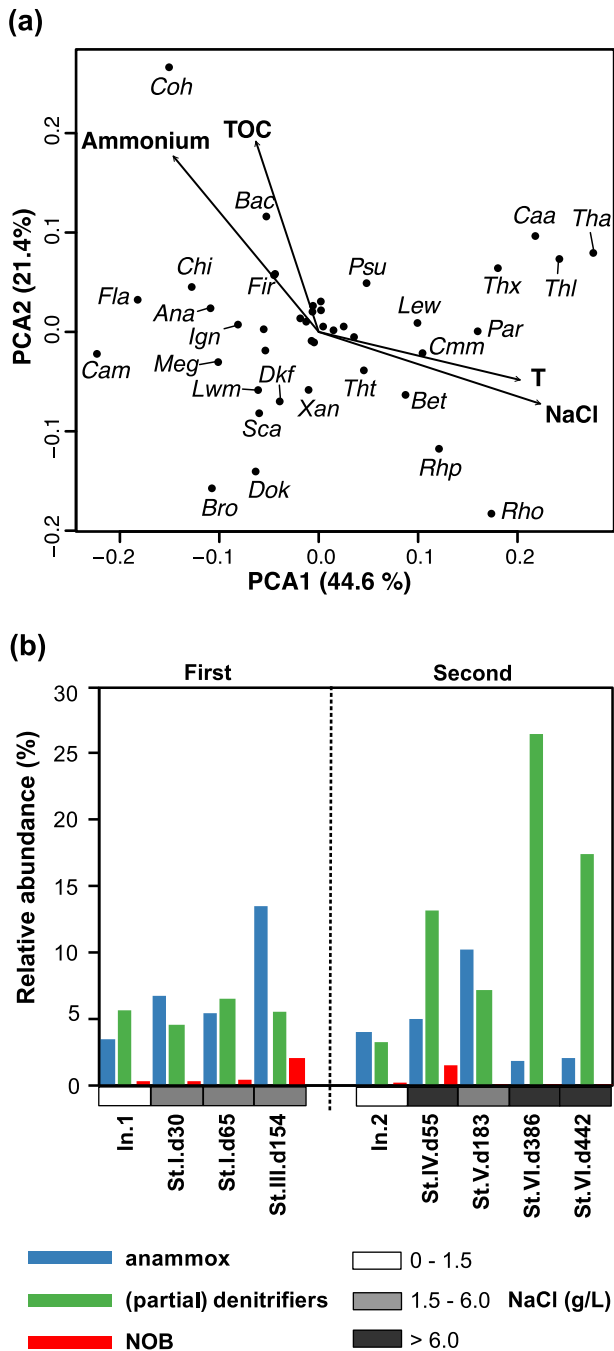 (a)
Coh
Ammonium
TOC
Bac
Chi
Fir
Psu
Caa
Tha
Thx
Thl
Fla
Ana
Ign
Lew
Par
Cam
Meg
Cmm
T
Lwm
Dkf
Xan
Tht
Bet
NaCl
Sca
Rhp
Bro
Dok
Rho
PCA2 (21.4%)
0.2
0.1
0.0
−0.1
−0.2
−0.2 −0.1 0.0 0.1 0.2
PCA1 (44.6 %)
(b)
First Second
Relative abundance (%)
30
25
20
15
10
5
0
In.1
St.I.d30
St.I.d65
St.III.d154
In.2
St.IV.d55
St.V.d183
St.VI.d386
St.VI.d442
anammox
(partial) denitrifiers
NOB
0 - 1.5
1.5 - 6.0 NaCl (g/L)
> 6.0